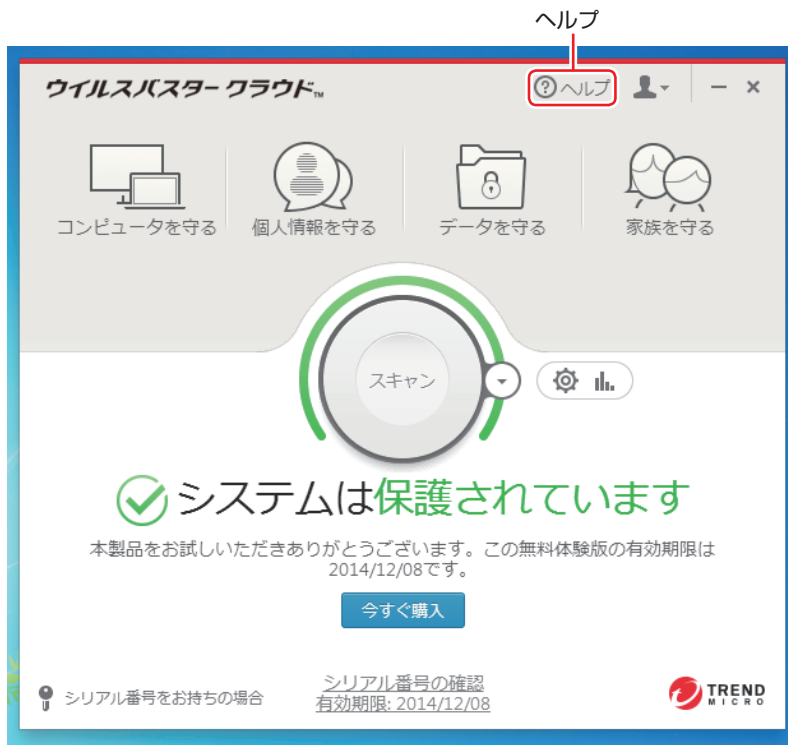 ヘルプ
ウイルスバスター クラウド™
ヘルプ
コンピュータを守る
個人情報を守る
データを守る
家族を守る
スキャン
システムは保護されています
本製品をお試しいただきありがとうございます。この無料体験版の有効期限は
2014/12/08です。
今すぐ購入
シリアル番号をお持ちの場合
シリアル番号の確認
有効期限: 2014/12/08
TREND
MICRO